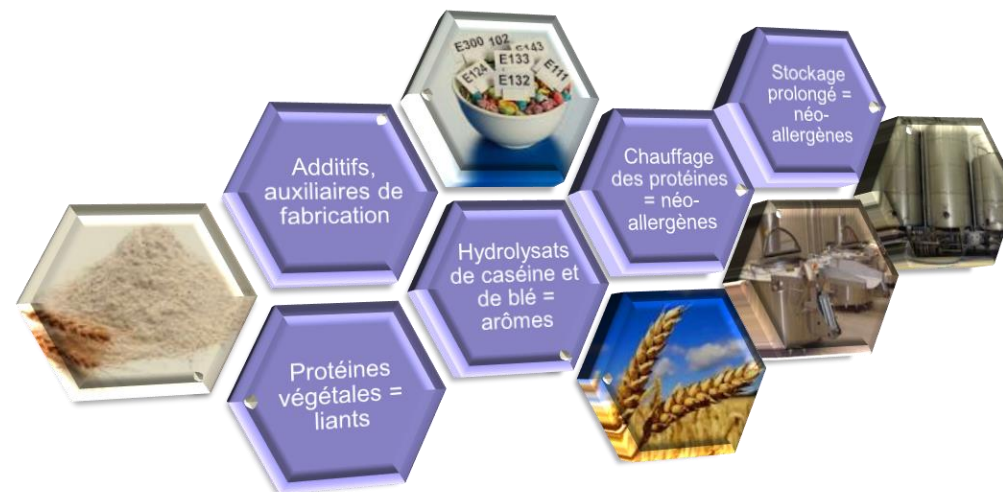 E300
102
E143
E133
E124
E111
E132
Additifs,
auxiliaires de
fabrication
Protéines
végétales =
liants
Hydrolysats
de caséine et
de blé =
arômes
Chauffage
des protéines
= néo-
allergènes
Stockage
prolongé =
néo-
allergènes